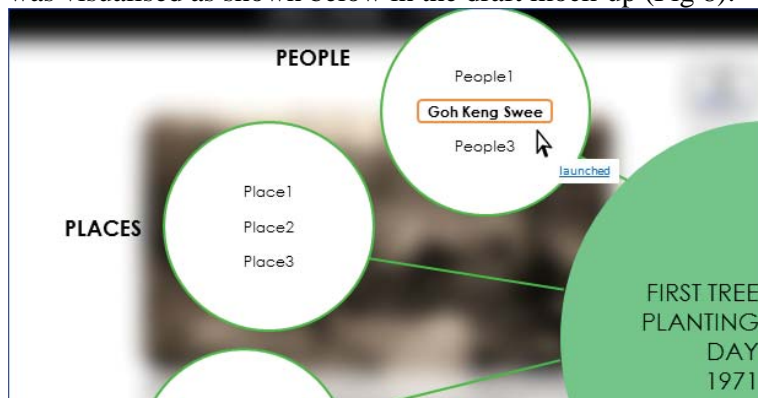 was visualised as shown below in the draft mock-up (Fig 6).
PEOPLE
People1
Goh Keng Swee
People3
launched
PLACES
Place1
Place2
Place3
FIRST TREE
PLANTING
DAY
1971